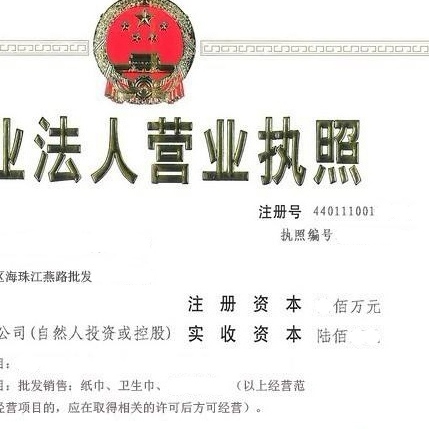 业法人营业执照
注册号 440111001
执照编号
区海珠江燕路批发
注 册 资 本 佰万元
公司(自然人投资或控股) 实 收 资 本 陆佰
目:
目: 批发销售: 纸巾、卫生巾、 (以上经营范
经营项目的, 应在取得相关的许可后方可经营)。